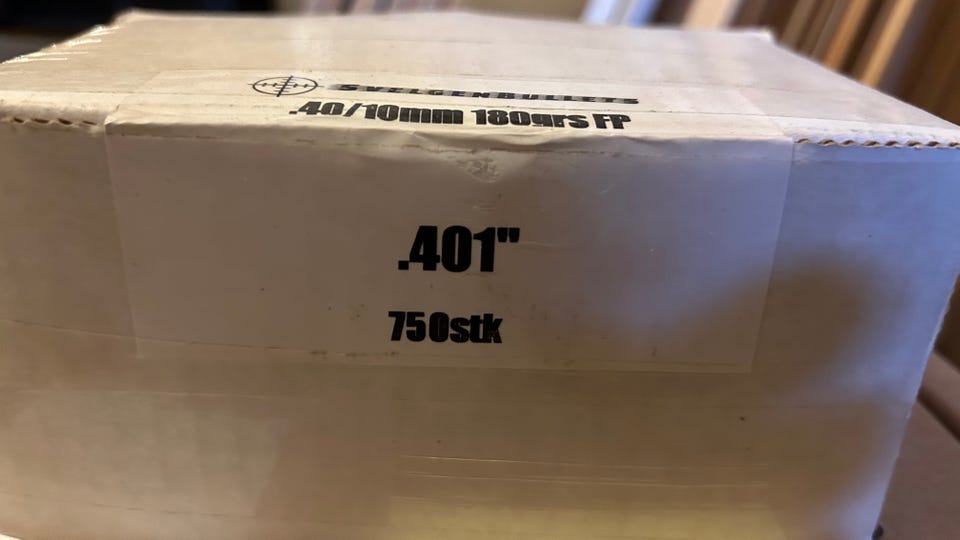 SVELGENBULLETS
.40/10mm 180grs FP
.401"
750stk